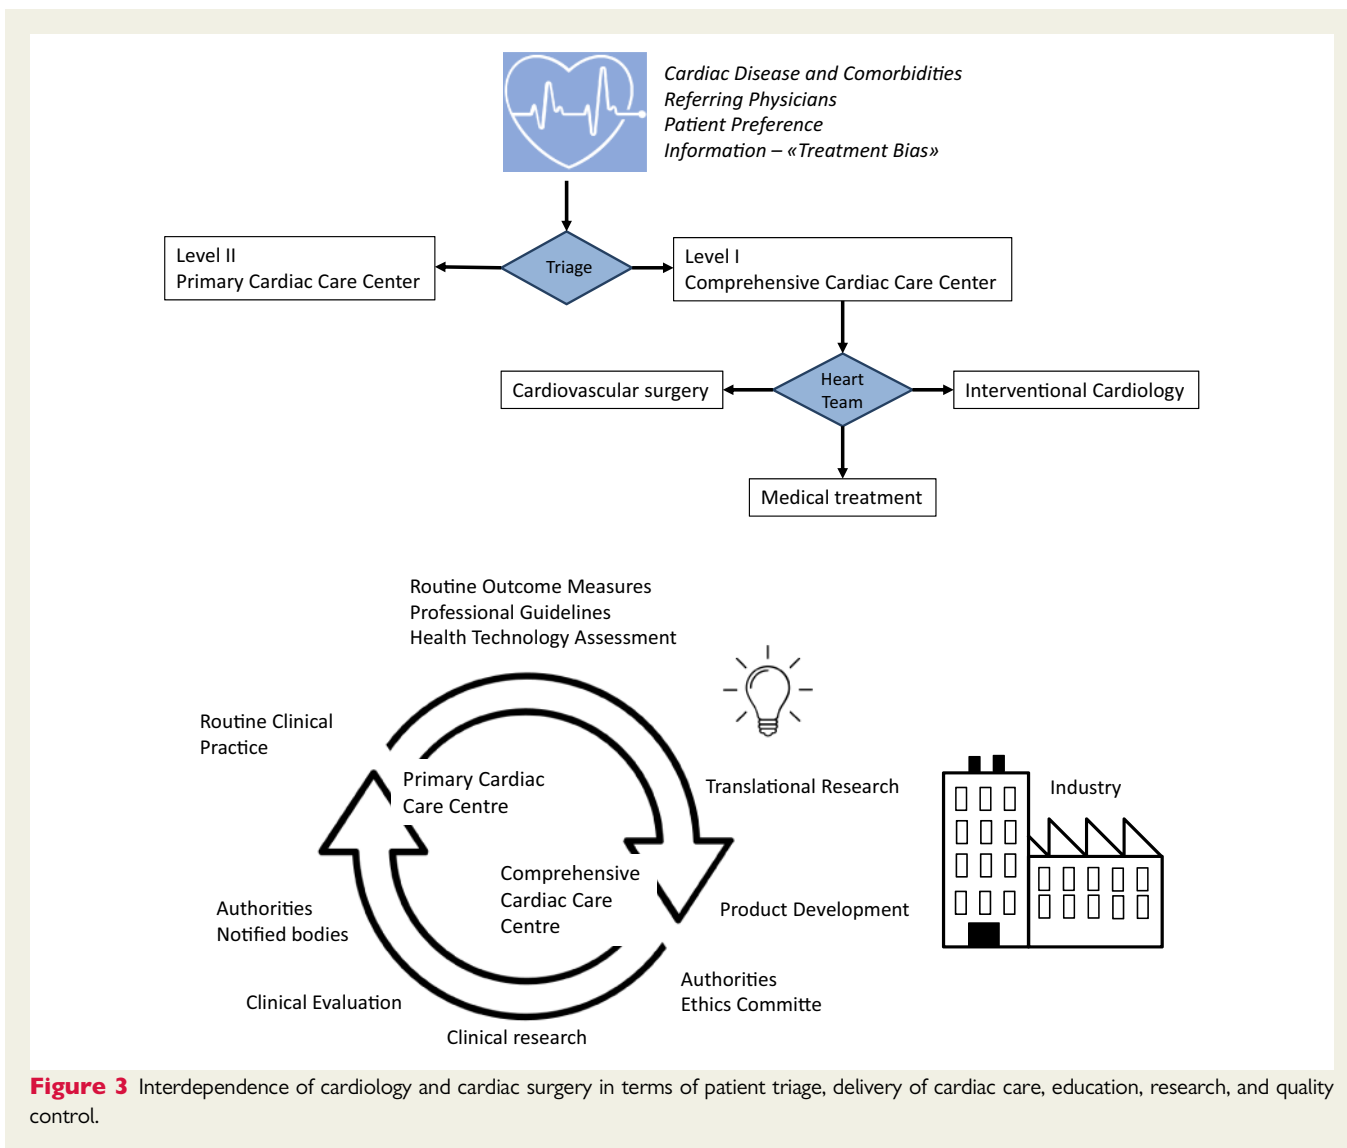 Cardiac Disease and Comorbidities
Referring Physicians
Patient Preference
Information – «Treatment Bias»
Level II
Primary Cardiac Care Center
Triage
Level I
Comprehensive Cardiac Care Center
Cardiovascular surgery
Heart
Team
Interventional Cardiology
Medical treatment
Routine Outcome Measures
Professional Guidelines
Health Technology Assessment
Routine Clinical
Practice
Primary Cardiac
Care Centre
Translational Research
Industry
Comprehensive
Cardiac Care
Centre
Product Development
Authorities
Notified bodies
Authorities
Ethics Committe
Clinical Evaluation
Clinical research
Figure 3 Interdependence of cardiology and cardiac surgery in terms of patient triage, delivery of cardiac care, education, research, and quality
control.